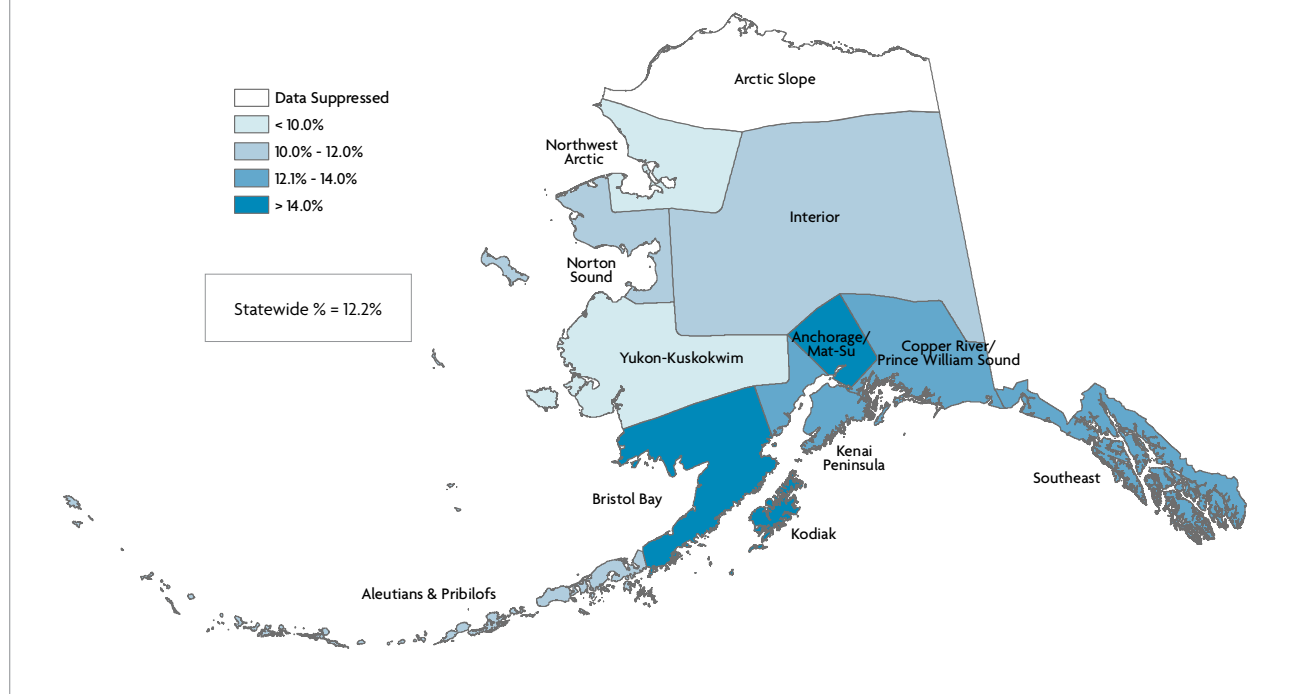 Data Suppressed
< 10.0%
10.0% - 12.0%
12.1% - 14.0%
> 14.0%
Statewide % = 12.2%
Arctic Slope
Northwest
Arctic
Interior
Norton
Sound
Anchorage/
Mat-Su
Copper River/
Prince William Sound
Yukon-Kuskokwim
Kenai
Peninsula
Southeast
Bristol Bay
Kodiak
Aleutians & Pribilofs